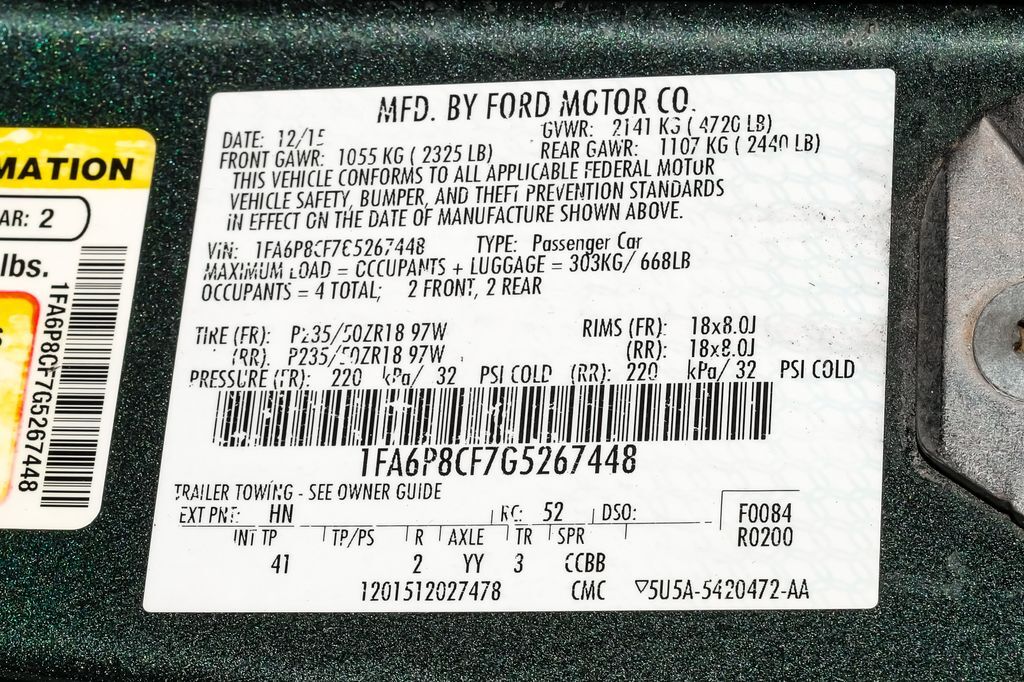 MATION
AR: 2
lbs.
1FA6P8CF7G5267448
MFD. BY FORD MOTOR CO.
DATE: 12/15 GVWR: 2141 KG ( 4720 LB)
FRONT GAWR: 1055 KG ( 2325 LB) REAR GAWR: 1107 KG ( 2440 LB)
THIS VEHICLE CONFORMS TO ALL APPLICABLE FEDERAL MOTOR
VEHICLE SAFETY, BUMPER, AND THEFT PREVENTION STANDARDS
IN EFFECT ON THE DATE OF MANUFACTURE SHOWN ABOVE.
VIN: 1FA6P8CF7G5267448 TYPE: Passenger Car
MAXIMUM LOAD = OCCUPANTS + LUGGAGE = 303KG/ 668LB
OCCUPANTS = 4 TOTAL; 2 FRONT, 2 REAR
TIRE (FR): P235/50ZR18 97W RIMS (FR): 18x8.0J
(RR): P235/50ZR18 97W (RR): 18x8.0J
PRESSURE (FR): 220 kPa/ 32 PSI COLD (RR): 220 kPa/ 32 PSI COLD
1FA6P8CF7G5267448
TRAILER TOWING - SEE OWNER GUIDE
EXT PNT: HN RC: 52 DSO: F0084
INT TP TP/PS R AXLE TR SPR R0200
41 2 YY 3 CCBB
1201512027478 CMC ▽5U5A-5420472-AA